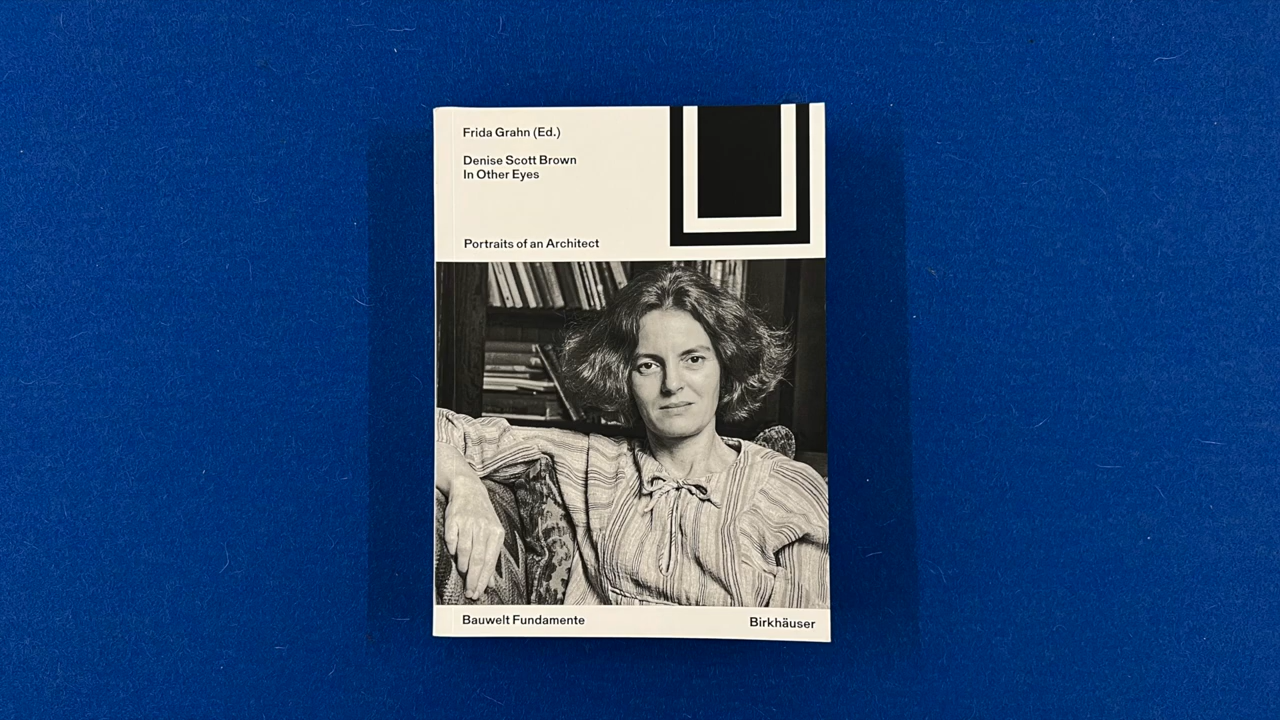 Frida Grahn (Ed.)
Denise Scott Brown
In Other Eyes
Portraits of an Architect
Bauwelt Fundamente
Birkhäuser